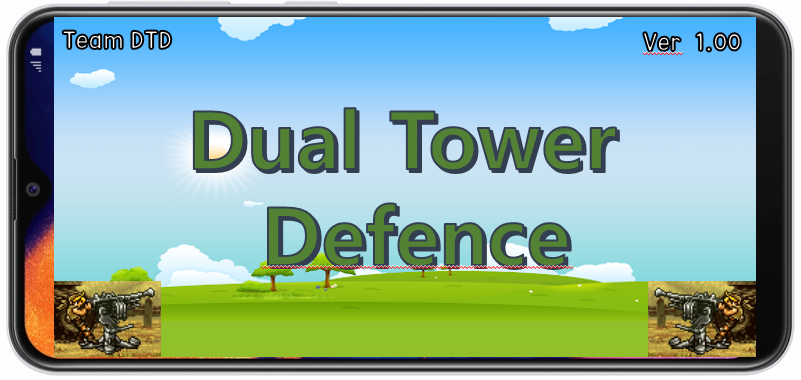 Team DTD
Ver 1.00
Dual Tower
Defence